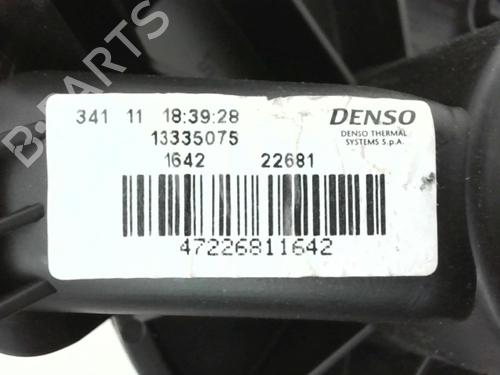 341 11 18:39:28
13335075
1642 22681
47226811642
DENSO
DENSO THERMAL
SYSTEMS S.p.A.
B-PARTS